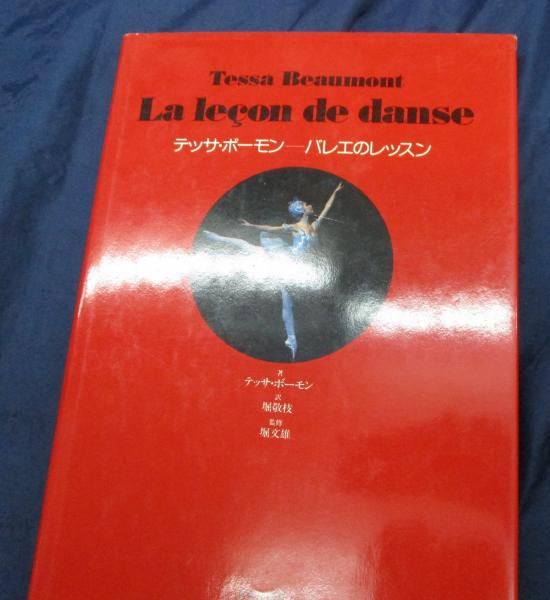 Tessa Beaumont
La leçon de danse
テッサ・ボーモン―バレエのレッスン
著
テッサ・ボーモン
訳
堀敬枝
監修
堀文雄